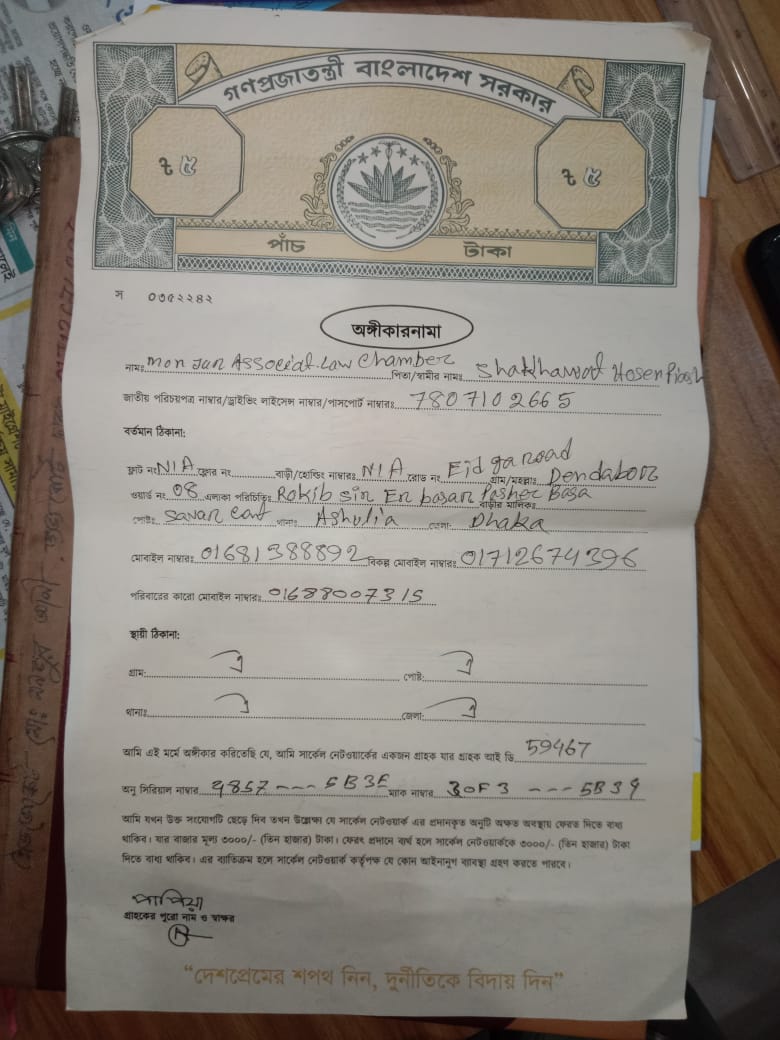 গণপ্রজাতন্ত্রী বাংলাদেশ সরকার
৳ ৫
৳ ৫
পাঁচ টাকা
স ০৩৫২২৪২
অঙ্গীকারনামা
নামঃ Mon Jan Associat. Law Chamber পিতা/স্বামীর নামঃ Shakhawat Hosen
জাতীয় পরিচয়পত্র নাম্বার/ড্রাইভিং লাইসেন্স নাম্বার/পাসপোর্ট নাম্বারঃ 7807102665
বর্তমান ঠিকানা:
ফ্লাট নং N/A ফ্লোর নং বাড়ী/হোল্ডিং নাম্বারঃ N/A রোড নং Eidga road গ্রাম/মহল্লাঃ Dendabor
ওয়ার্ড নং 08 এলাকা পরিচিতিঃ Rokib sir Er basar Pasher Basa বাড়ীর মালিকঃ
পোষ্টঃ Savar cant থানাঃ Ashulia জেলা: Dhaka
মোবাইল নাম্বারঃ 01681388892 বিকল্প মোবাইল নাম্বারঃ 01712674396
পরিবারের কারো মোবাইল নাম্বারঃ 01688007315
স্থায়ী ঠিকানা:
গ্রাম: ঐ পোষ্ট: ঐ
থানাঃ ঐ জেলা: ঐ
আমি এই মর্মে অঙ্গীকার করিতেছি যে, আমি সার্কেল নেটওয়ার্কের একজন গ্রাহক যার গ্রাহক আই ডি 59467
অনু সিরিয়াল নাম্বার 4857---5B3E ম্যাক নাম্বার 30F3 ---5B39
আমি যখন উক্ত সংযোগটি ছেড়ে দিব তখন উল্লেক্ষ্য যে সার্কেল নেটওয়ার্ক এর প্রদানকৃত অনুটি অক্ষত অবস্থায় ফেরত দিতে বাধ্য
থাকিব। যার বাজার মূল্য ৩০০০/- (তিন হাজার) টাকা। ফেরৎ প্রদানে ব্যর্থ হলে সার্কেল নেটওয়ার্ককে ৩০০০/- (তিন হাজার) টাকা
দিতে বাধ্য থাকিব। এর ব্যতিক্রম হলে সার্কেল নেটওয়ার্ক কর্তৃপক্ষ যে কোন আইনানুগ ব্যবস্থা গ্রহণ করতে পারবে।
পাপিয়া
গ্রাহকের পুরো নাম ও স্বাক্ষর
“দেশপ্রেমের শপথ নিন, দুর্নীতিকে বিদায় দিন”